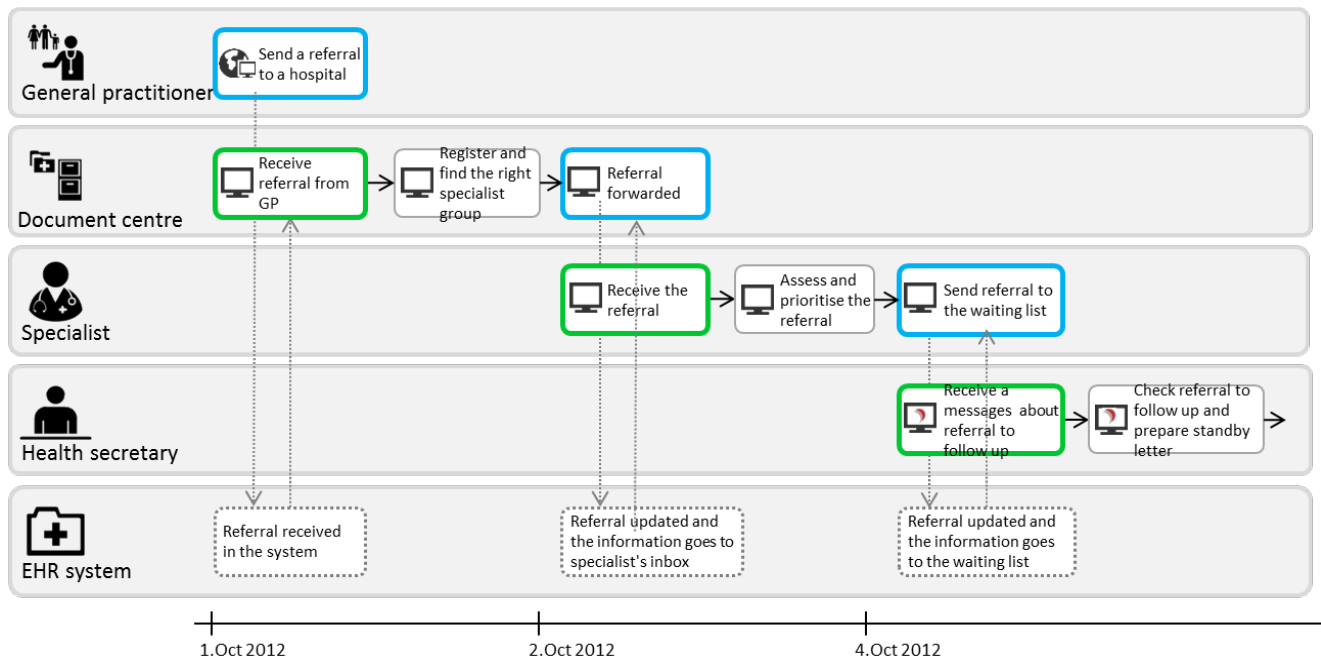 Send a referral
to a hospital
General practitioner
Receive
referral from
GP
Register and
find the right
specialist
group
Referral
forwarded
Document centre
Receive the
referral
Assess and
prioritise the
referral
Send referral to
the waiting list
Specialist
Receive a
messages about
referral to
follow up
Check referral to
follow up and
prepare standby
letter
Health secretary
Referral received
in the system
Referral updated and
the information goes to
specialist's inbox
Referral updated and
the information goes
to the waiting list
EHR system
1.Oct 2012
2.Oct 2012
4.Oct 2012